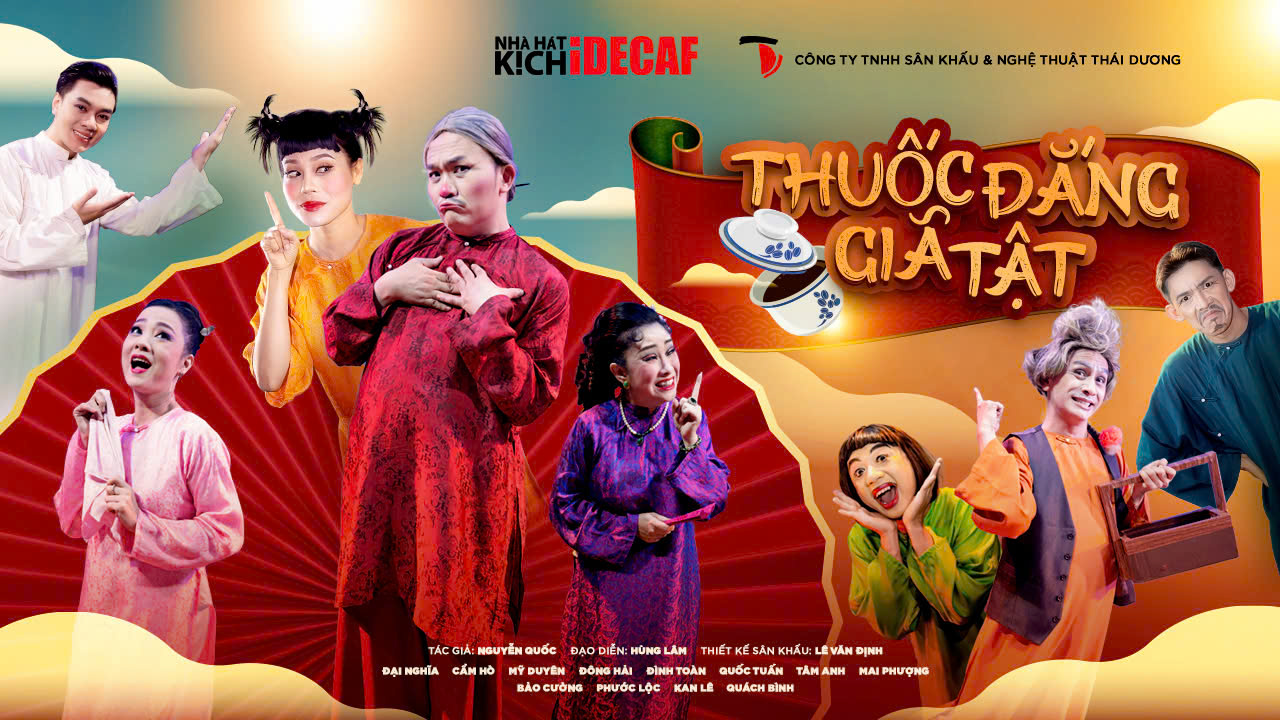 NHÀ HÁT
KỊCH IDECAF
CÔNG TY TNHH SÂN KHẤU & NGHỆ THUẬT THÁI DƯƠNG
THUỐC ĐẮNG
GIÃ TẬT
TÁC GIẢ: NGUYỄN QUỐC ĐẠO DIỄN: HÙNG LÂM THIẾT KẾ SÂN KHẤU: LÊ VĂN ĐỊNH
ĐẠI NGHĨA CẨM HÒ MỸ DUYÊN ĐÔNG HẢI ĐÌNH TOÀN QUỐC TUẤN TÂM ANH MAI PHƯỢNG
BẢO CƯỜNG PHƯỚC LỘC KAN LÊ QUÁCH BÌNH